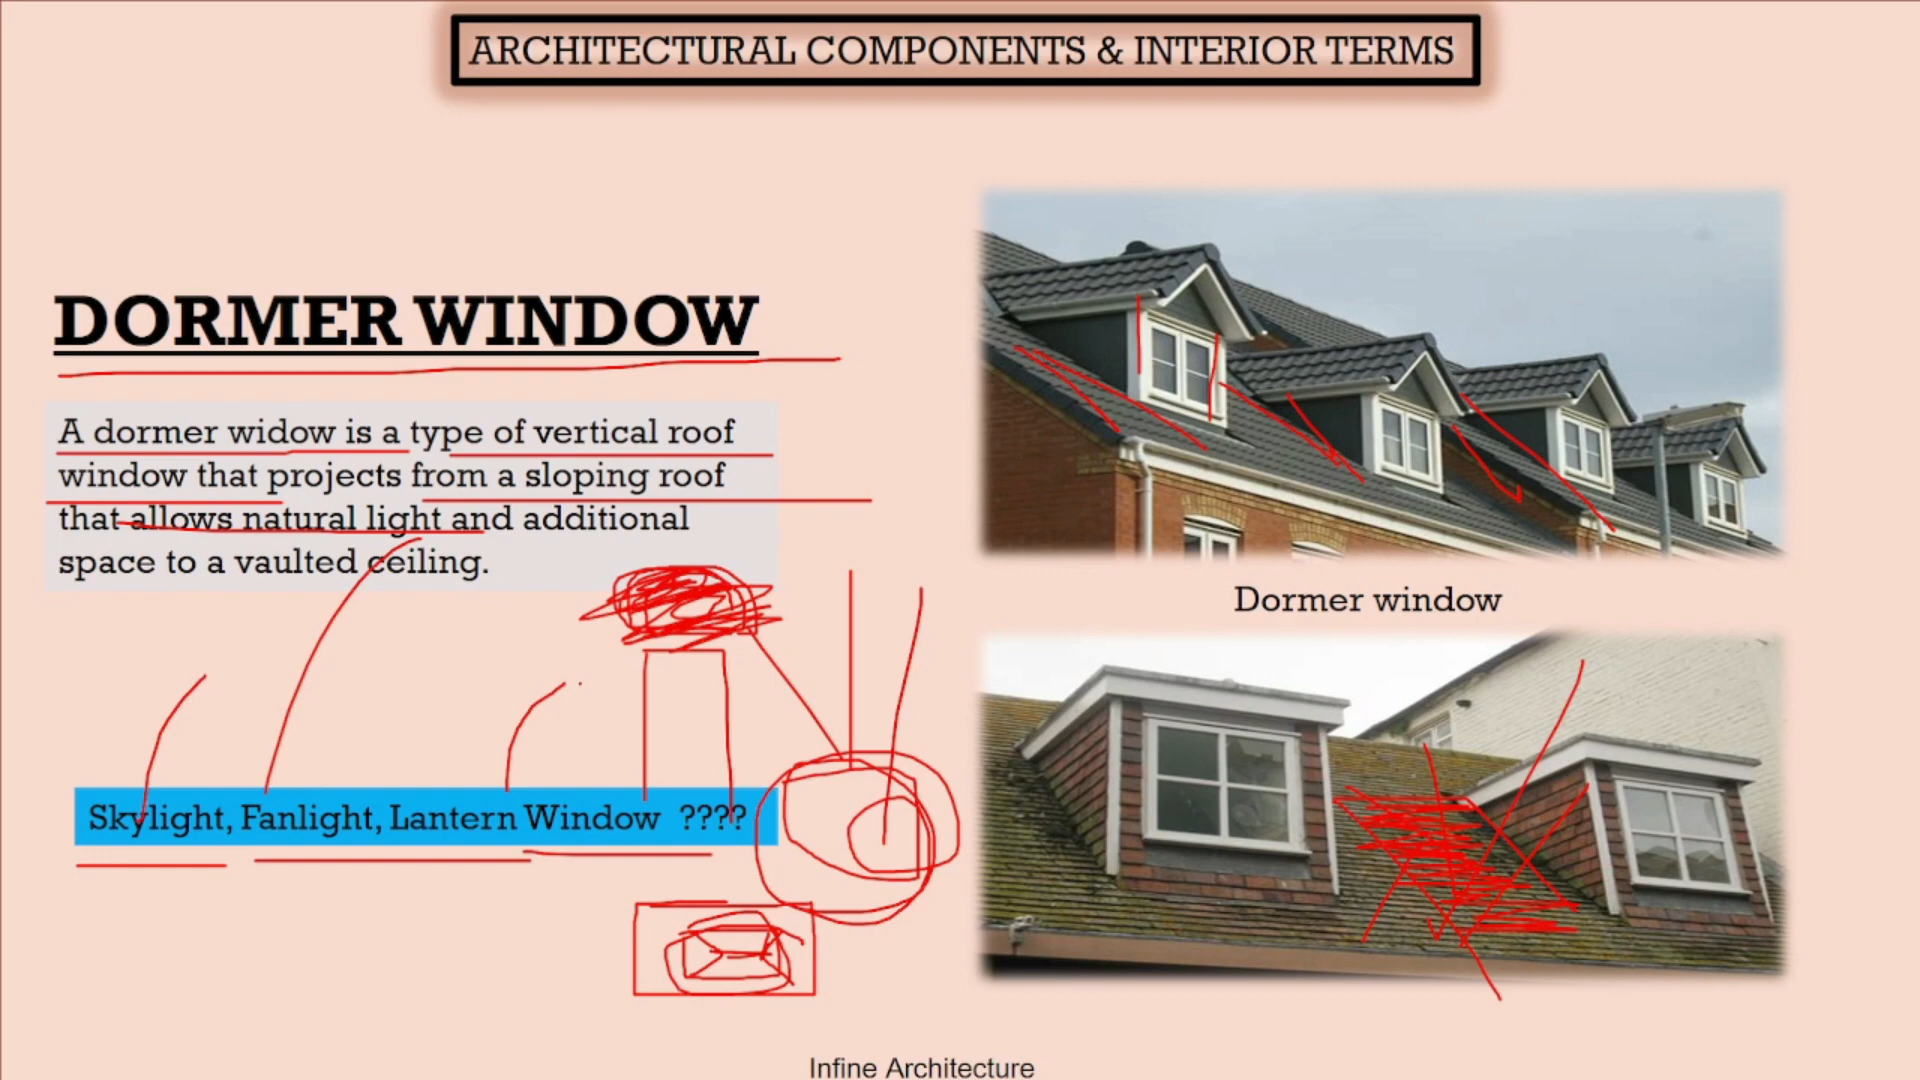 ARCHITECTURAL COMPONENTS & INTERIOR TERMS
DORMER WINDOW
A dormer widow is a type of vertical roof
window that projects from a sloping roof
that allows natural light and additional
space to a vaulted ceiling.
Dormer window
Skylight, Fanlight, Lantern Window ????
Infine Architecture